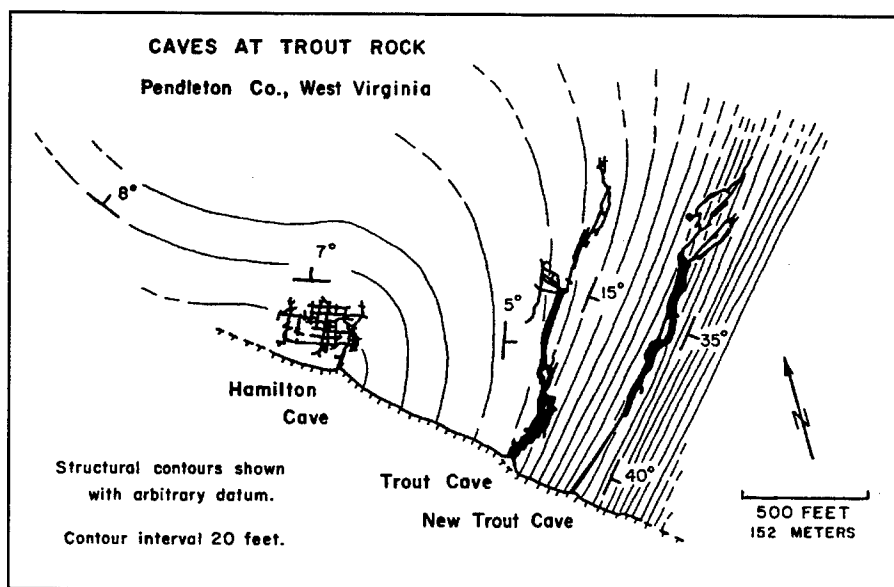 CAVES AT TROUT ROCK
Pendleton Co., West Virginia
8°
7°
5°
15°
35°
40°
Hamilton
Cave
Trout Cave
New Trout Cave
N
Structural contours shown
with arbitrary datum.
Contour interval 20 feet.
500 FEET
152 METERS